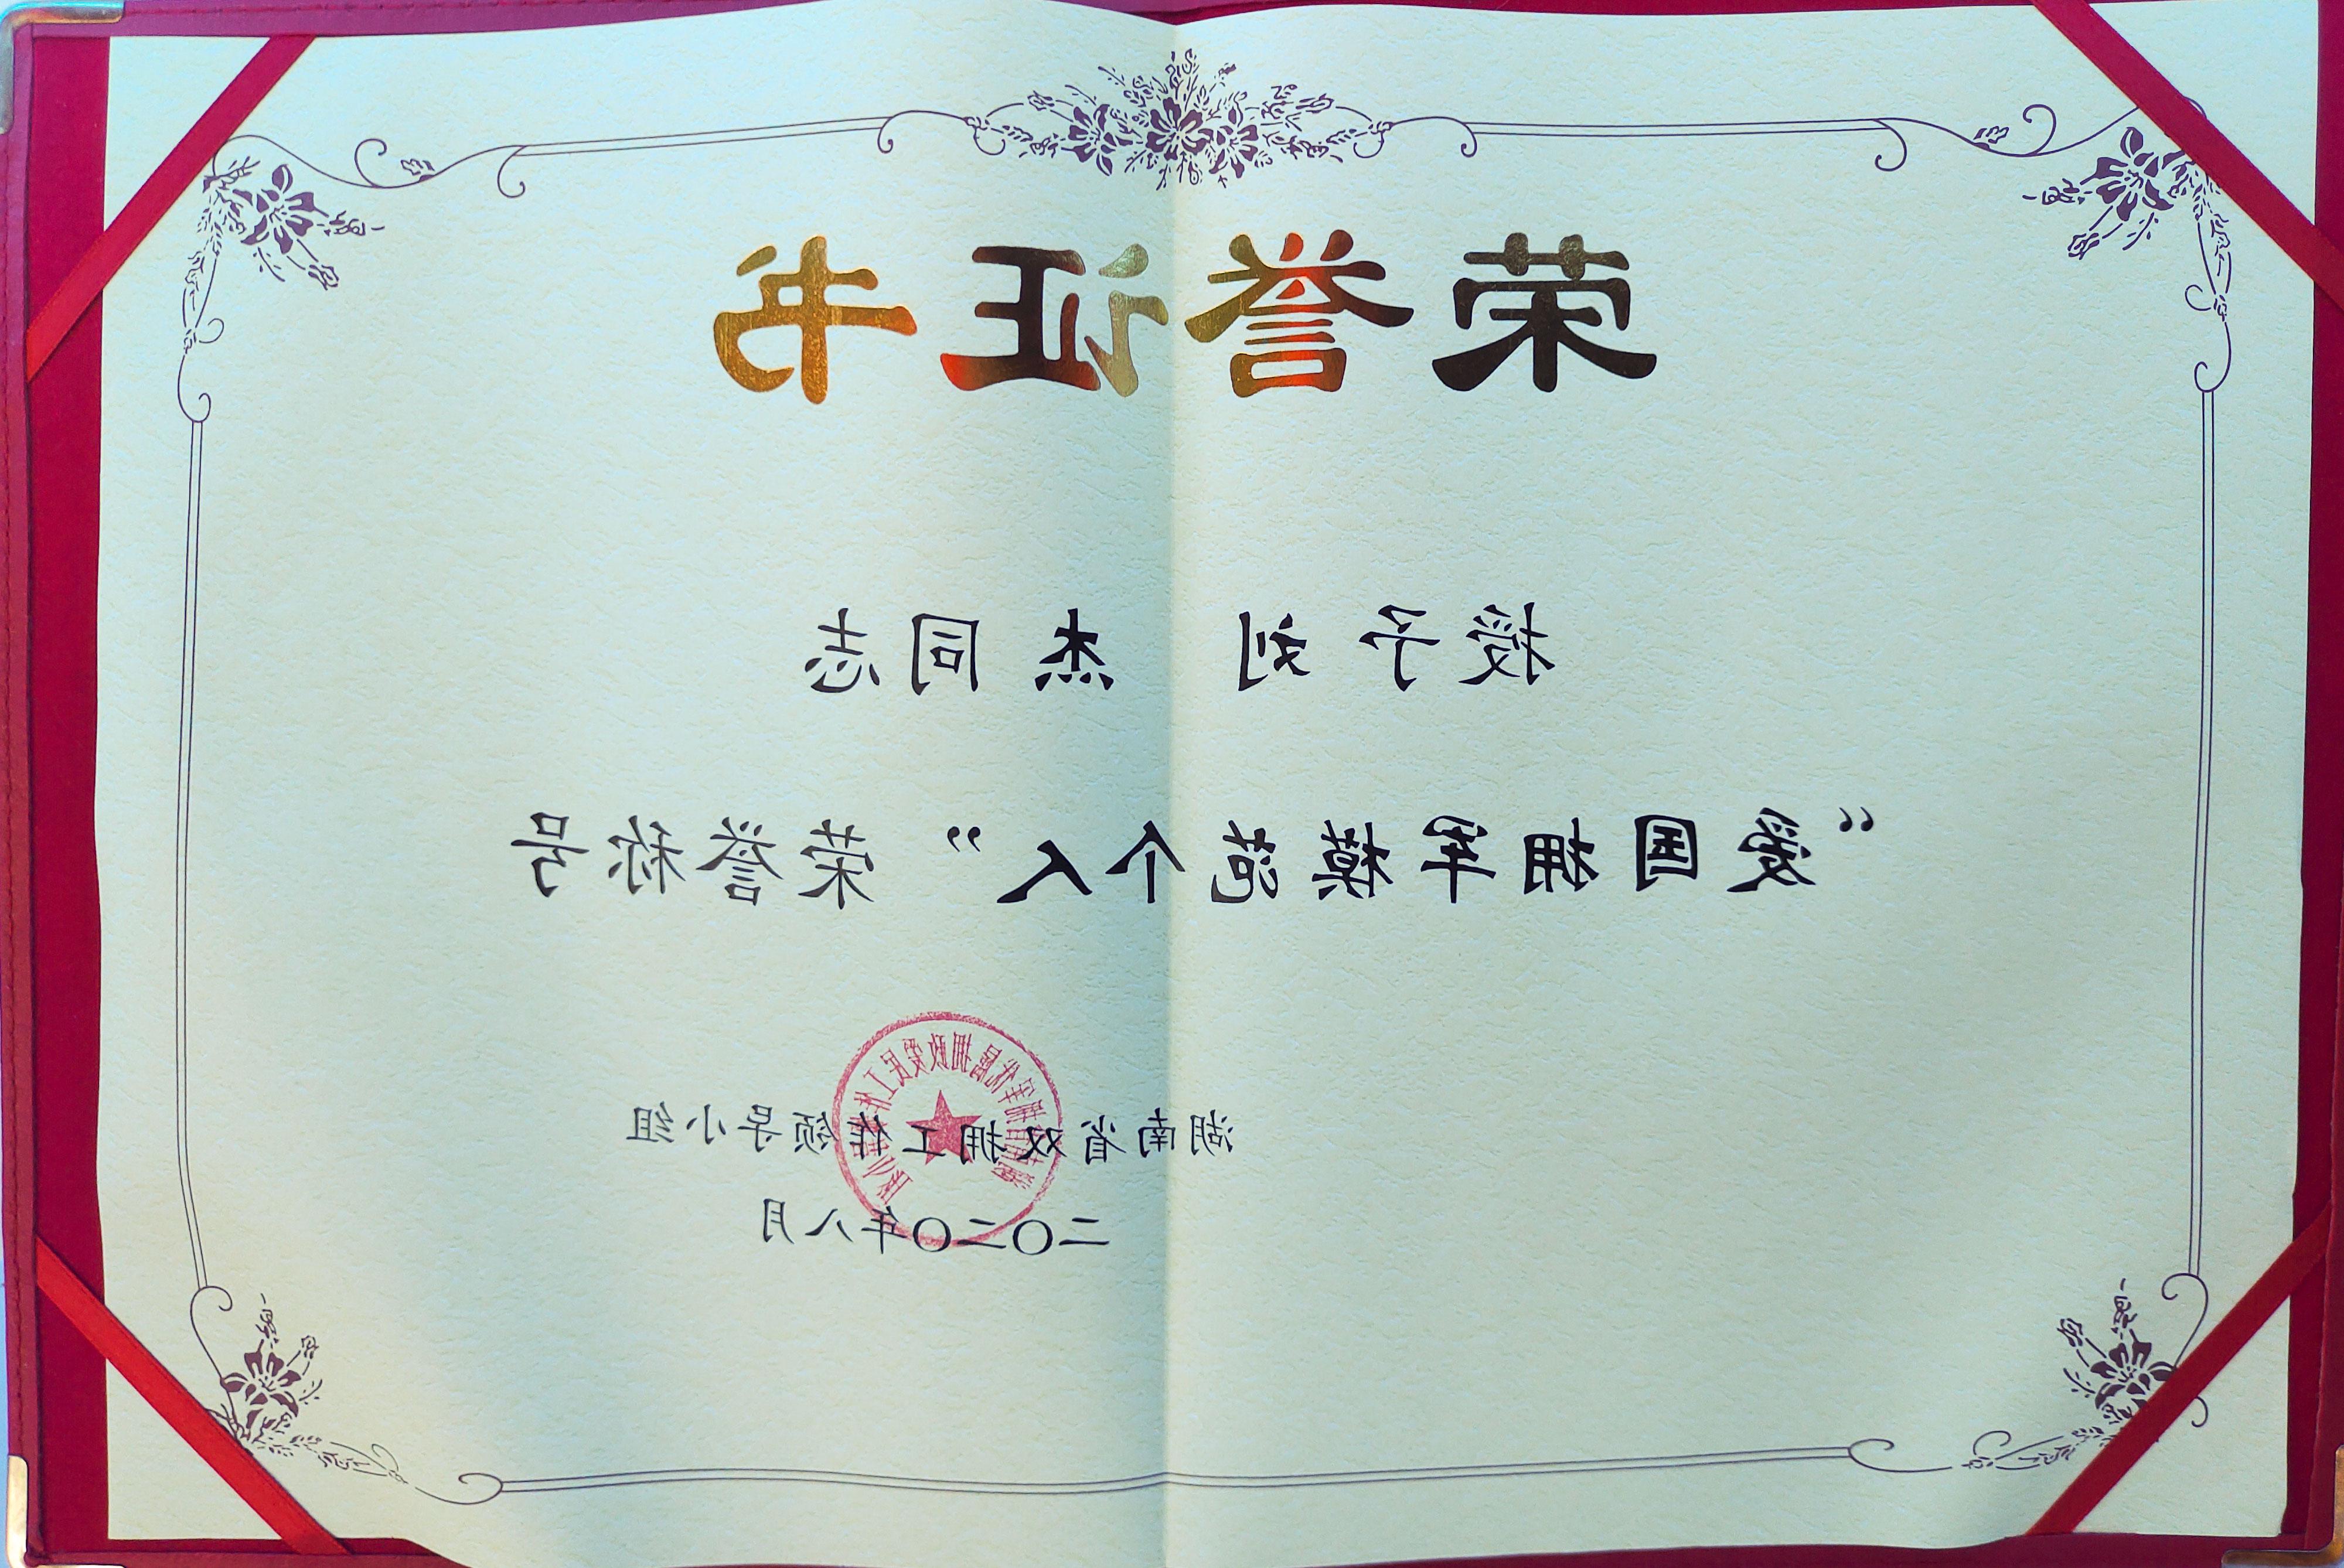 荣誉证书
授予刘 杰同志
“爱国拥军模范个人”荣誉称号
湖南省双拥工作领导小组
二〇二〇年八月